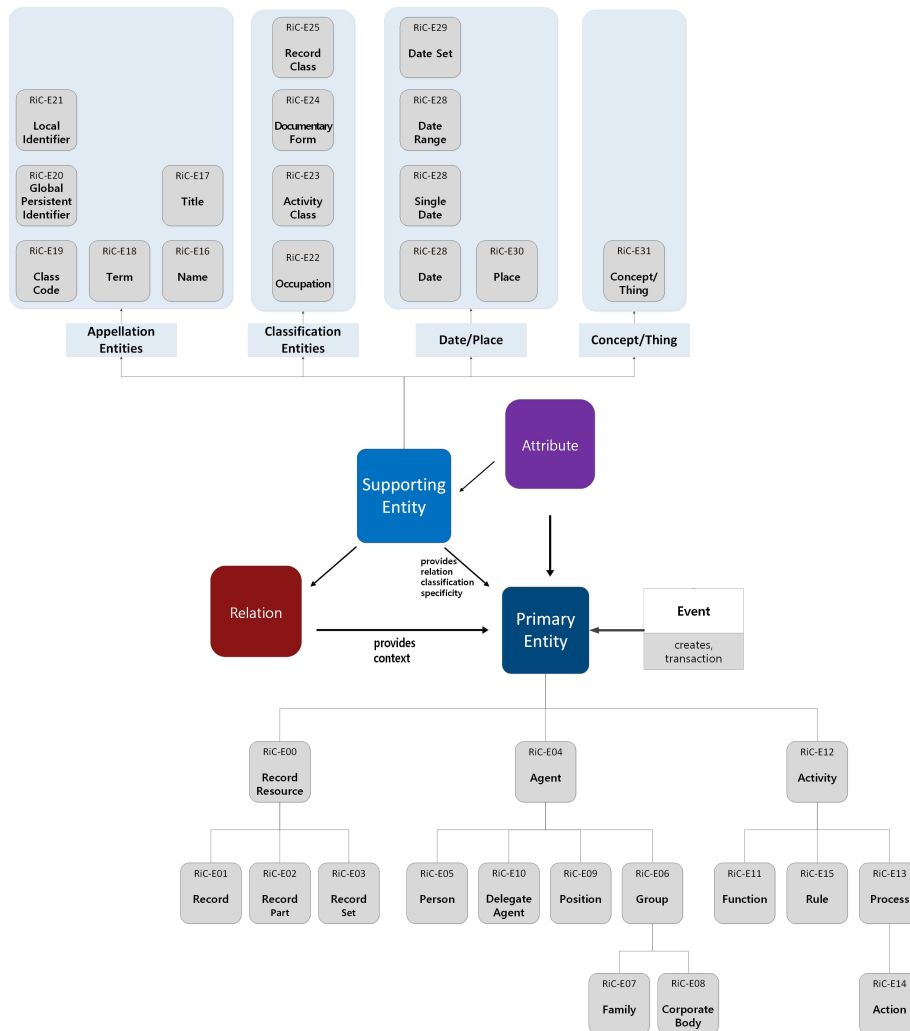 RiC-E25
Record
Class
RiC-E29
Date Set
RiC-E21
Local
Identifier
RiC-E24
Documentary
Form
RiC-E28
Date
Range
RiC-E20
Global
Persistent
Identifier
RiC-E17
Title
RiC-E23
Activity
Class
RiC-E28
Single
Date
RiC-E19
Class
Code
RiC-E18
Term
RiC-E16
Name
RiC-E22
Occupation
RiC-E28
Date
RiC-E30
Place
RiC-E31
Concept/
Thing
Appellation
Entities
Classification
Entities
Date/Place
Concept/Thing
Attribute
Supporting
Entity
provides
relation
classification
specificity
Relation
provides
context
Primary
Entity
Event
creates,
transaction
RiC-E00
Record
Resource
RiC-E04
Agent
RiC-E12
Activity
RiC-E01
Record
RiC-E02
Record
Part
RiC-E03
Record
Set
RiC-E05
Person
RiC-E10
Delegate
Agent
RiC-E09
Position
RiC-E06
Group
RiC-E11
Function
RiC-E15
Rule
RiC-E13
Process
RiC-E07
Family
RiC-E08
Corporate
Body
RiC-E14
Action